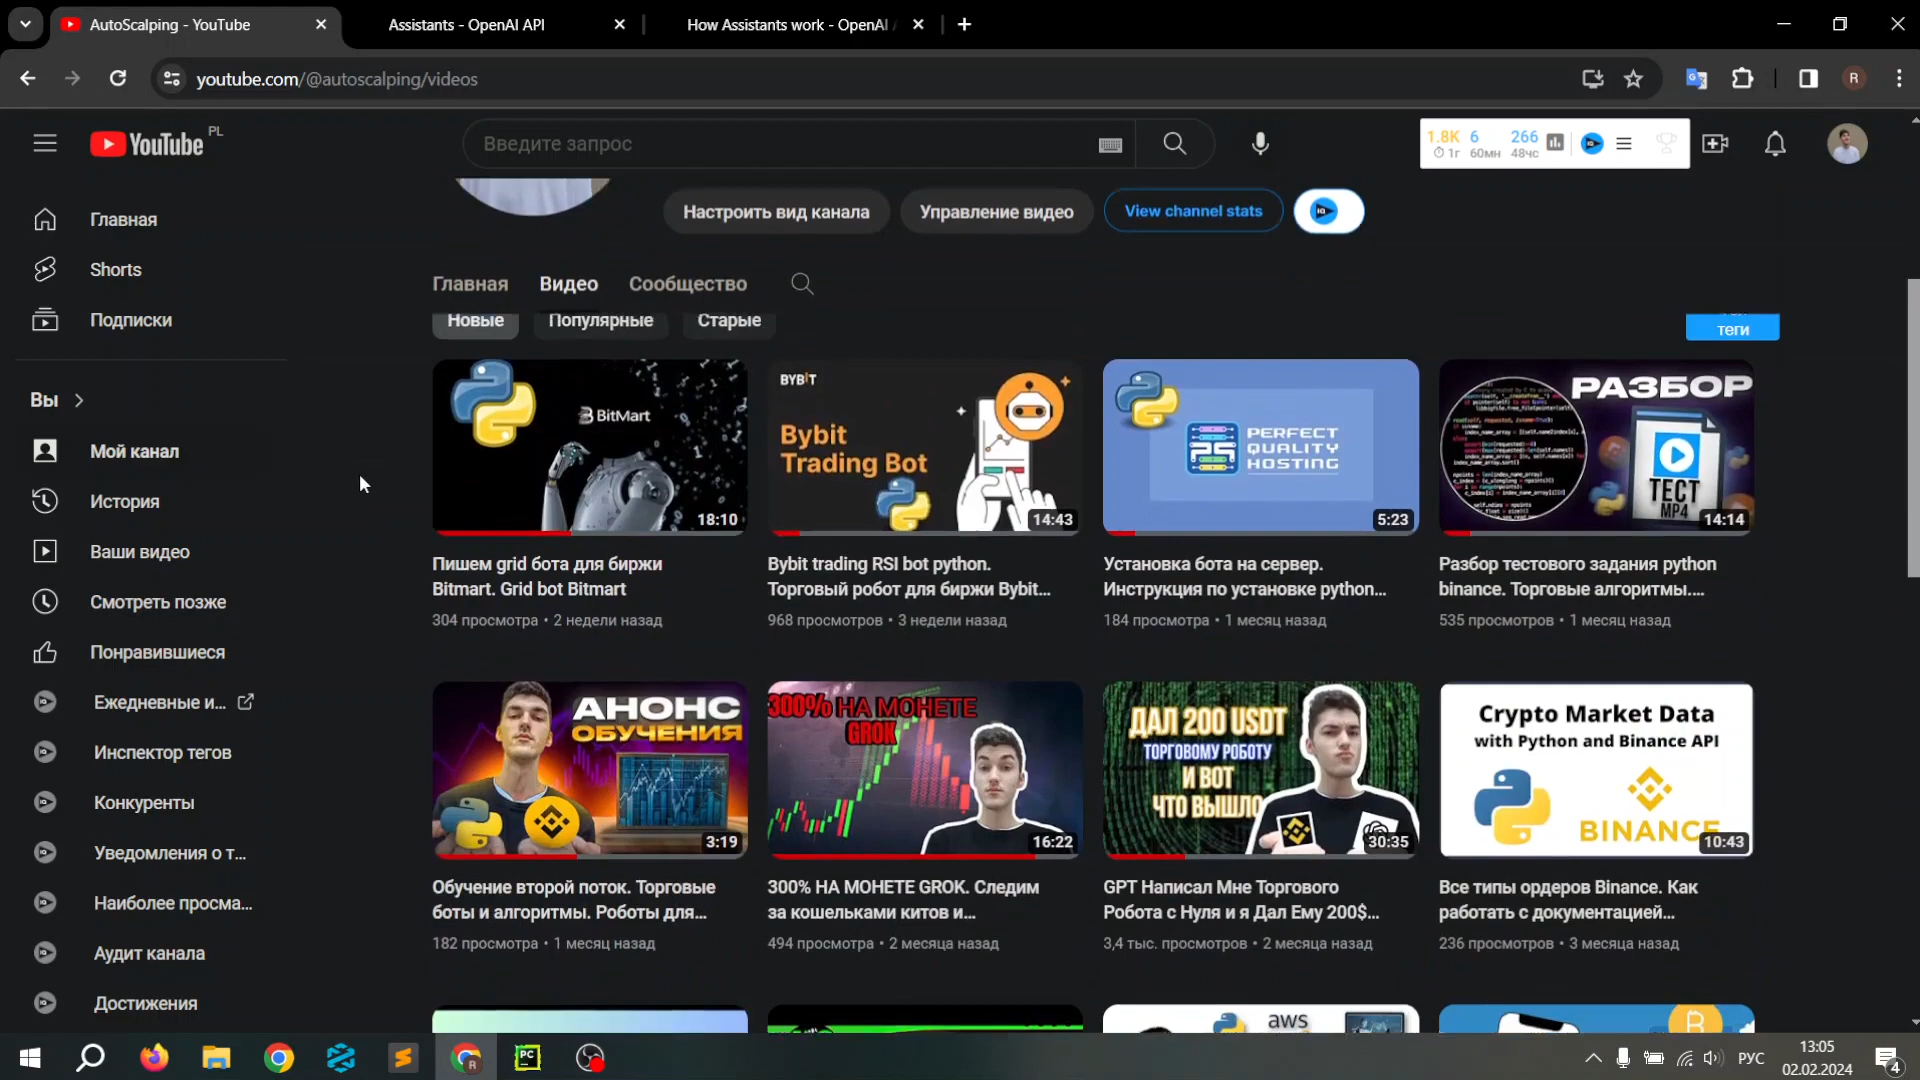 AutoScalping - YouTube
Assistants - OpenAI API
How Assistants work - OpenAI
youtube.com/@autoscalping/videos
R
YouTube PL
Введите запрос
1.8K 6 266
1г 60мн 48чс
Главная
Shorts
Подписки
Вы
Мой канал
История
Ваши видео
Смотреть позже
Понравившиеся
Ежедневные и...
Инспектор тегов
Конкуренты
Уведомления о т...
Наиболее просма...
Аудит канала
Достижения
Настроить вид канала
Управление видео
View channel stats
Главная
Видео
Сообщество
Новые
Популярные
Старые
теги
BitMart
18:10
Пишем grid бота для биржи
Bitmart. Grid bot Bitmart
304 просмотра • 2 недели назад
BYBIT
Bybit
Trading Bot
14:43
Bybit trading RSI bot python.
Торговый робот для биржи Bybit...
968 просмотров • 3 недели назад
PERFECT
QUALITY
HOSTING
5:23
Установка бота на сервер.
Инструкция по установке python...
184 просмотра • 1 месяц назад
РАЗБОР
ТЕСТ
MP4
14:14
Разбор тестового задания python
binance. Торговые алгоритмы....
535 просмотров • 1 месяц назад
АНОНС
ОБУЧЕНИЯ
3:19
Обучение второй поток. Торговые
боты и алгоритмы. Роботы для...
182 просмотра • 1 месяц назад
300% НА МОНЕТЕ
GROK
16:22
300% НА МОНЕТЕ GROK. Следим
за кошельками китов и...
494 просмотра • 2 месяца назад
ДАЛ 200 USDT
ТОРГОВОМУ РОБОТУ
И ВОТ
ЧТО ВЫШЛО
30:35
GPT Написал Мне Торгового
Робота с Нуля и я Дал Ему 200$...
3,4 тыс. просмотров • 2 месяца назад
Crypto Market Data
with Python and Binance API
BINANCE
10:43
Все типы ордеров Binance. Как
работать с документацией...
236 просмотров • 3 месяца назад
aws
PC
R
РУС
13:05
02.02.2024
4